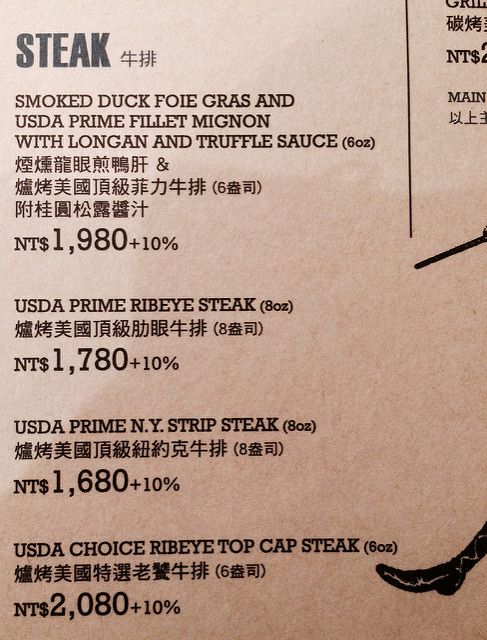 STEAK 牛排
SMOKED DUCK FOIE GRAS AND
USDA PRIME FILLET MIGNON
WITH LONGAN AND TRUFFLE SAUCE (6oz)
煙燻龍眼煎鴨肝 &
爐烤美國頂級菲力牛排 (6盎司)
附桂圓松露醬汁
NT$1,980+10%
USDA PRIME RIBEYE STEAK (8oz)
爐烤美國頂級肋眼牛排 (8盎司)
NT$1,780+10%
USDA PRIME N.Y. STRIP STEAK (8oz)
爐烤美國頂級紐約克牛排 (8盎司)
NT$1,680+10%
USDA CHOICE RIBEYE TOP CAP STEAK (6oz)
爐烤美國特選老饕牛排 (6盎司)
NT$2,080+10%
碳烤
NT$2
MAIN
以上